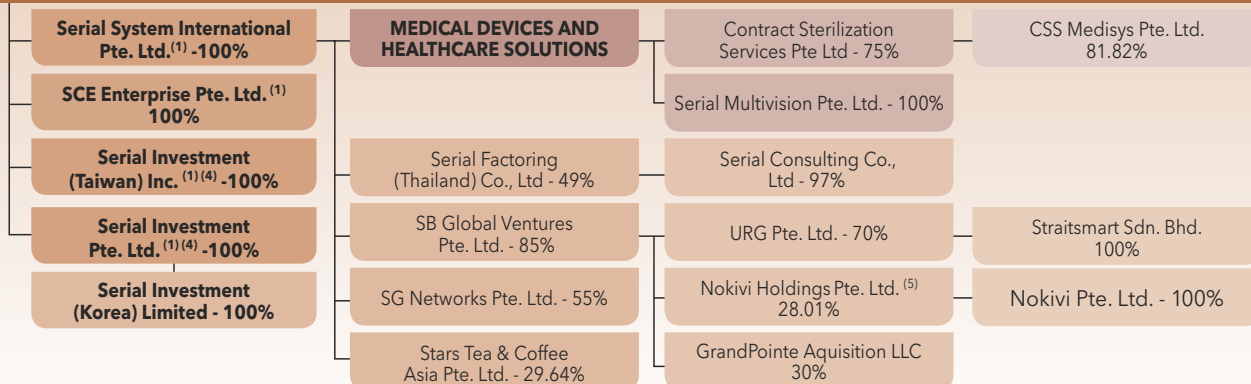 Serial System International
Pte. Ltd.(1) -100%
SCE Enterprise Pte. Ltd. (1)
100%
Serial Investment
(Taiwan) Inc. (1) (4) -100%
Serial Investment
Pte. Ltd. (1) (4) -100%
Serial Investment
(Korea) Limited - 100%
MEDICAL DEVICES AND
HEALTHCARE SOLUTIONS
Serial Factoring
(Thailand) Co., Ltd - 49%
SB Global Ventures
Pte. Ltd. - 85%
SG Networks Pte. Ltd. - 55%
Stars Tea & Coffee
Asia Pte. Ltd. - 29.64%
Contract Sterilization
Services Pte Ltd - 75%
Serial Multivision Pte. Ltd. - 100%
Serial Consulting Co.,
Ltd - 97%
URG Pte. Ltd. - 70%
Nokivi Holdings Pte. Ltd. (5)
28.01%
GrandPointe Aquisition LLC
30%
CSS Medisys Pte. Ltd.
81.82%
Straitsmart Sdn. Bhd.
100%
Nokivi Pte. Ltd. - 100%